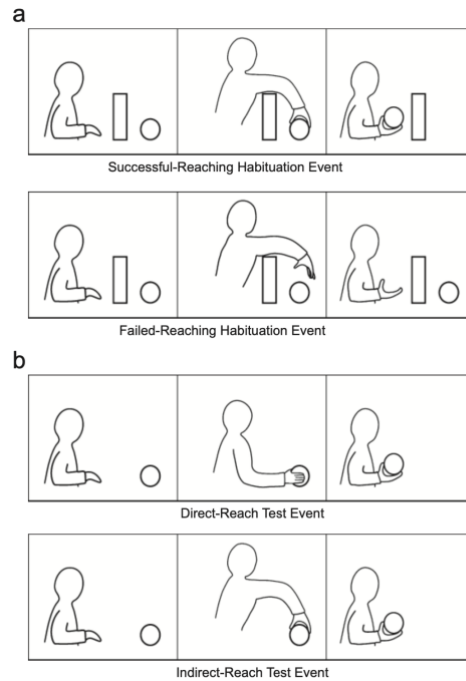 a
Successful-Reaching Habituation Event
Failed-Reaching Habituation Event
b
Direct-Reach Test Event
Indirect-Reach Test Event